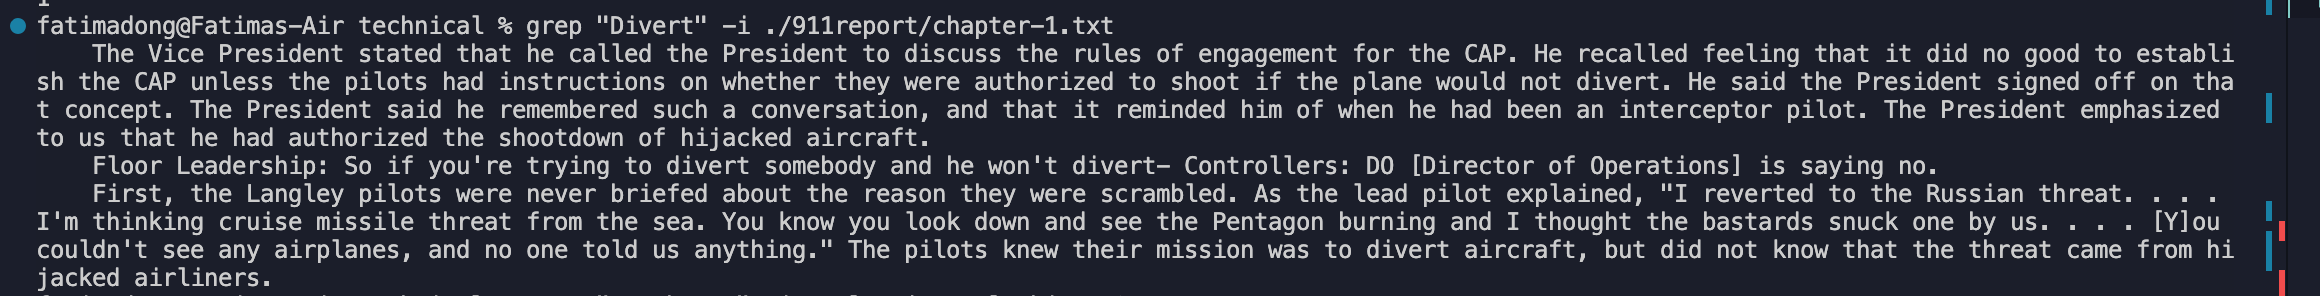 fatimadong@Fatimas-Air technical % grep "Divert" -i ./911report/chapter-1.txt
    The Vice President stated that he called the President to discuss the rules of engagement for the CAP. He recalled feeling that it did no good to establi
sh the CAP unless the pilots had instructions on whether they were authorized to shoot if the plane would not divert. He said the President signed off on tha
t concept. The President said he remembered such a conversation, and that it reminded him of when he had been an interceptor pilot. The President emphasized
to us that he had authorized the shootdown of hijacked aircraft.
    Floor Leadership: So if you're trying to divert somebody and he won't divert– Controllers: DO [Director of Operations] is saying no.
    First, the Langley pilots were never briefed about the reason they were scrambled. As the lead pilot explained, "I reverted to the Russian threat. . . .
I'm thinking cruise missile threat from the sea. You know you look down and see the Pentagon burning and I thought the bastards snuck one by us. . . . [Y]ou
couldn't see any airplanes, and no one told us anything." The pilots knew their mission was to divert aircraft, but did not know that the threat came from hi
jacked airliners.